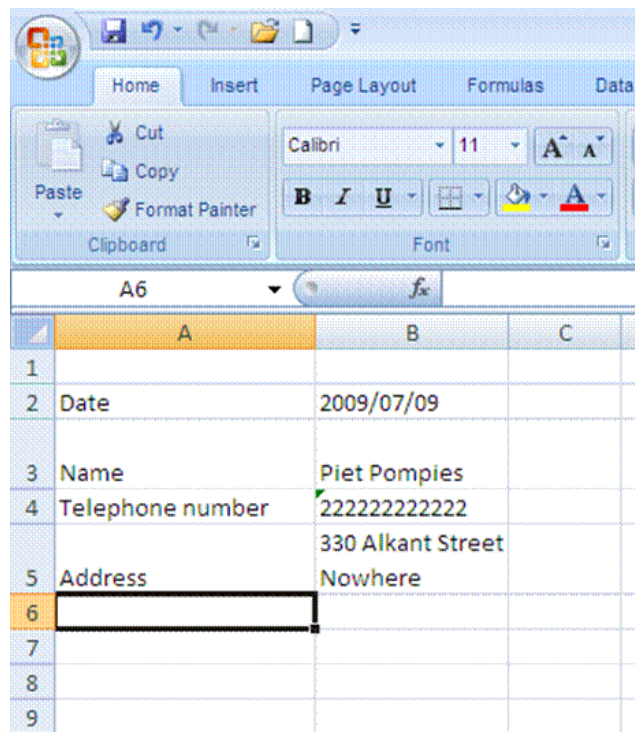 Home Insert Page Layout Formulas Data
Cut
Calibri 11 A A
Copy
Paste
Format Painter
B I U A
Clipboard Font
A6 fx
A B C
1
2 Date 2009/07/09
3 Name Piet Pompies
4 Telephone number 222222222222
330 Alkant Street
5 Address Nowhere
6
7
8
9